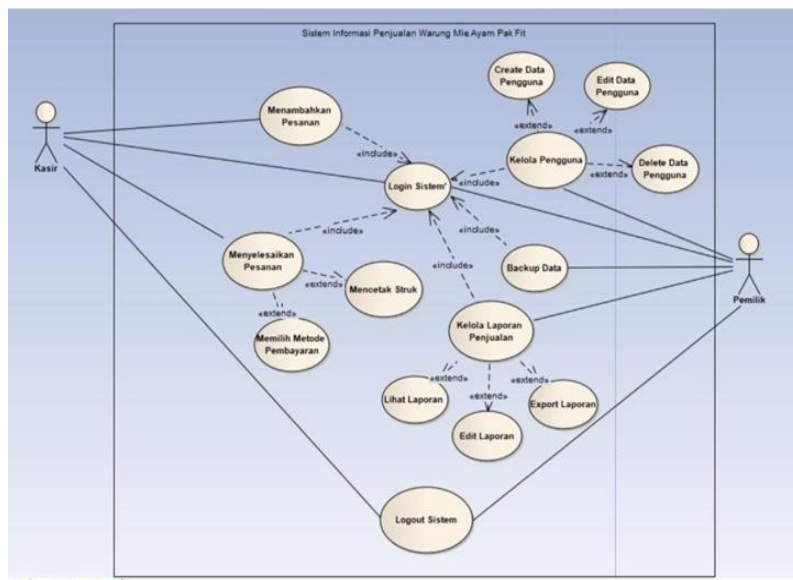 Sistem Informasi Penjualan Warung Mie Ayam Pak Fit
Create Data
Pengguna
Edit Data
Pengguna
Menambahkan
Pesanan
«extend»
«extend»
Kasir
«include»
Kelola Pengguna
«extend»
Delete Data
Pengguna
Login Sistem'
«include»
«include»
«include»
Menyelesaikan
Pesanan
«include»
Backup Data
«extend»
Mencetak Struk
Pemilik
«extend»
Kelola Laporan
Penjualan
Memilih Metode
Pembayaran
«extend»
«extend»
«extend»
Lihat Laporan
Export Laporan
Edit Laporan
Logout Sistem